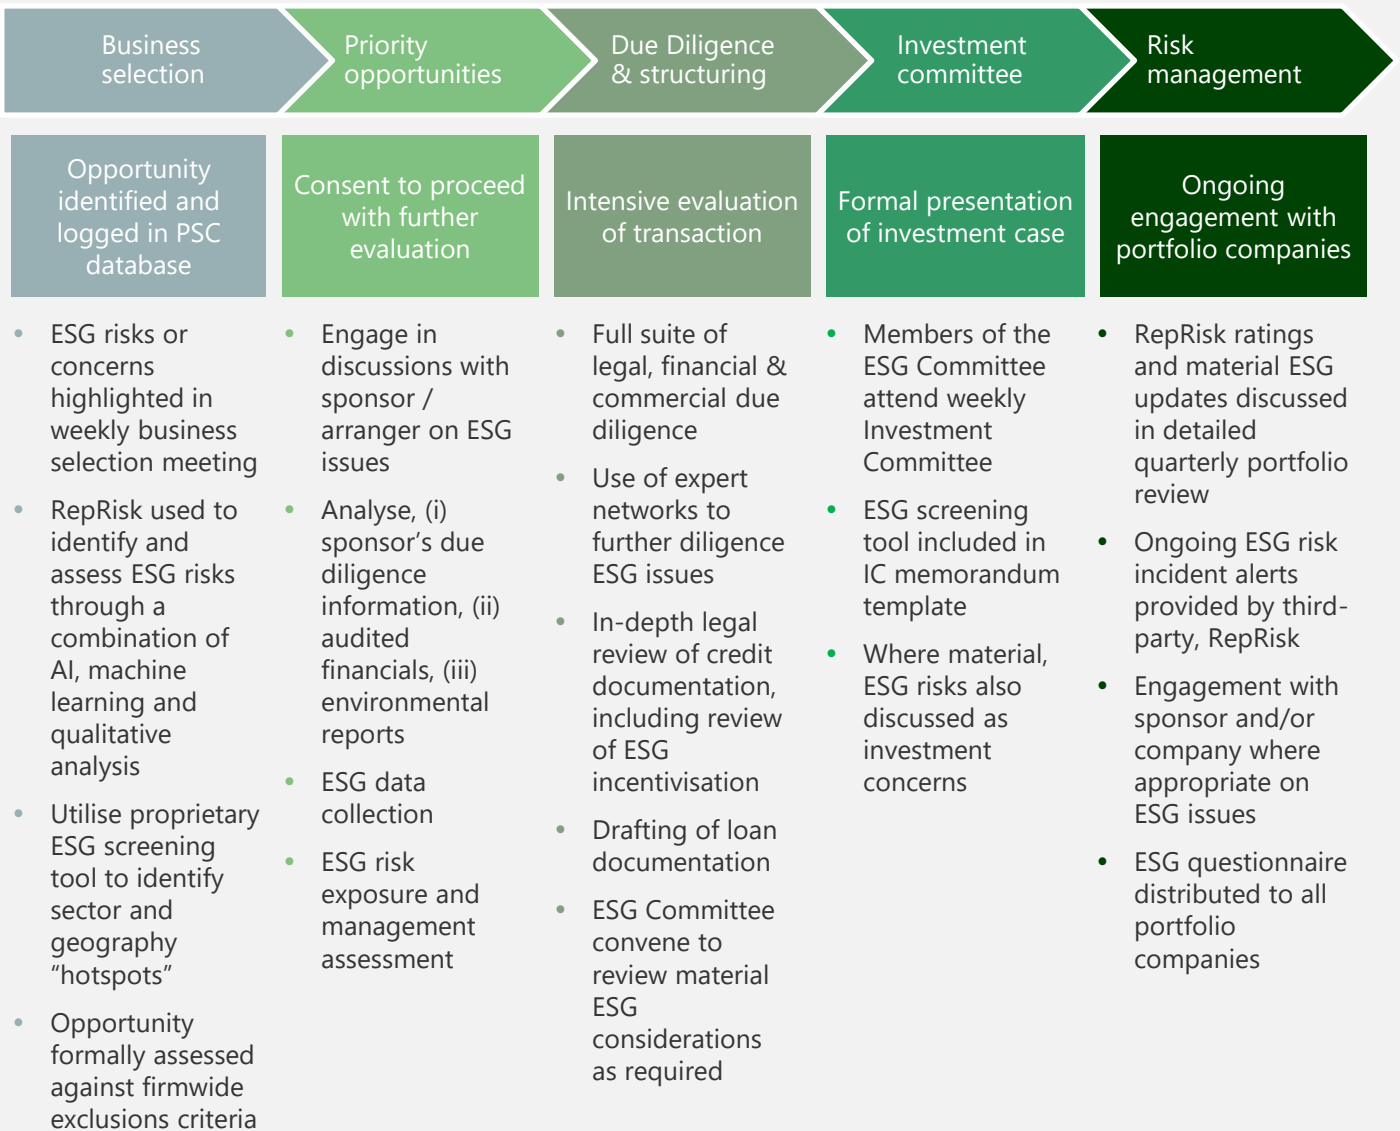 Business
selection
Priority
opportunities
Due Diligence
& structuring
Investment
committee
Risk
management
Opportunity
identified and
logged in PSC
database
Consent to proceed
with further
evaluation
Intensive evaluation
of transaction
Formal presentation
of investment case
Ongoing
engagement with
portfolio companies
• ESG risks or
concerns
highlighted in
weekly business
selection meeting
• RepRisk used to
identify and
assess ESG risks
through a
combination of
AI, machine
learning and
qualitative
analysis
• Utilise proprietary
ESG screening
tool to identify
sector and
geography
“hotspots”
• Opportunity
formally assessed
against firmwide
exclusions criteria
• Engage in
discussions with
sponsor /
arranger on ESG
issues
• Analyse, (i)
sponsor’s due
diligence
information, (ii)
audited
financials, (iii)
environmental
reports
• ESG data
collection
• ESG risk
exposure and
management
assessment
• Full suite of
legal, financial &
commercial due
diligence
• Use of expert
networks to
further diligence
ESG issues
• In-depth legal
review of credit
documentation,
including review
of ESG
incentivisation
• Drafting of loan
documentation
• ESG Committee
convene to
review material
ESG
considerations
as required
• Members of the
ESG Committee
attend weekly
Investment
Committee
• ESG screening
tool included in
IC memorandum
template
• Where material,
ESG risks also
discussed as
investment
concerns
• RepRisk ratings
and material ESG
updates discussed
in detailed
quarterly portfolio
review
• Ongoing ESG risk
incident alerts
provided by third-
party, RepRisk
• Engagement with
sponsor and/or
company where
appropriate on
ESG issues
• ESG questionnaire
distributed to all
portfolio
companies